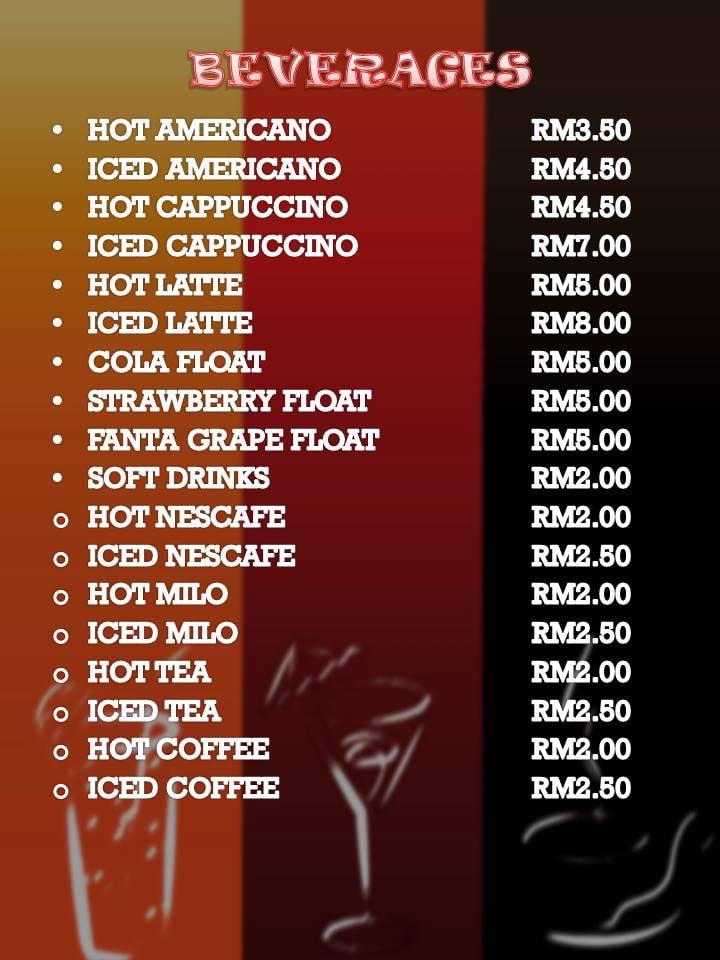 BEVERAGES
• HOT AMERICANO RM3.50
• ICED AMERICANO RM4.50
• HOT CAPPUCCINO RM4.50
• ICED CAPPUCCINO RM7.00
• HOT LATTE RM5.00
• ICED LATTE RM8.00
• COLA FLOAT RM5.00
• STRAWBERRY FLOAT RM5.00
• FANTA GRAPE FLOAT RM5.00
• SOFT DRINKS RM2.00
o HOT NESCAFE RM2.00
o ICED NESCAFE RM2.50
o HOT MILO RM2.00
o ICED MILO RM2.50
o HOT TEA RM2.00
o ICED TEA RM2.50
o HOT COFFEE RM2.00
o ICED COFFEE RM2.50